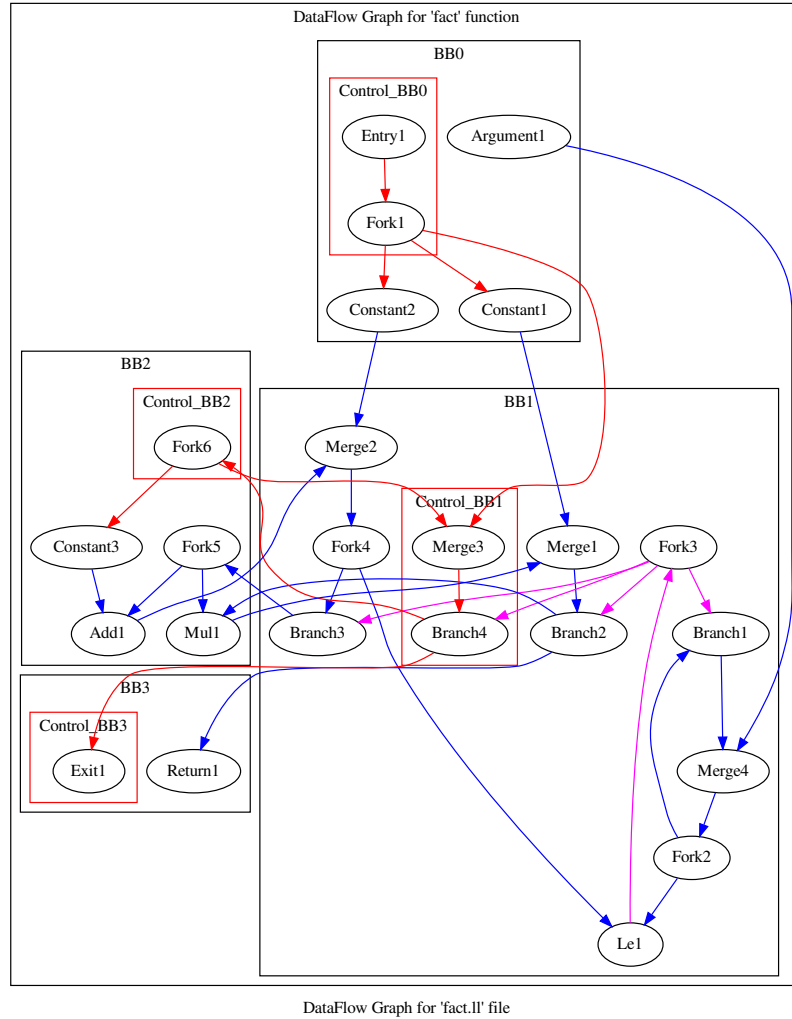 DataFlow Graph for 'fact' function
BB0
Control_BB0
Entry1
Argument1
Fork1
Constant2
Constant1
BB2
Control_BB2
Fork6
Constant3
Fork5
Add1
Mul1
BB1
Merge2
Control_BB1
Fork4
Merge3
Merge1
Fork3
Branch3
Branch4
Branch2
Branch1
Merge4
Fork2
Le1
BB3
Control_BB3
Exit1
Return1
DataFlow Graph for 'fact.ll' file